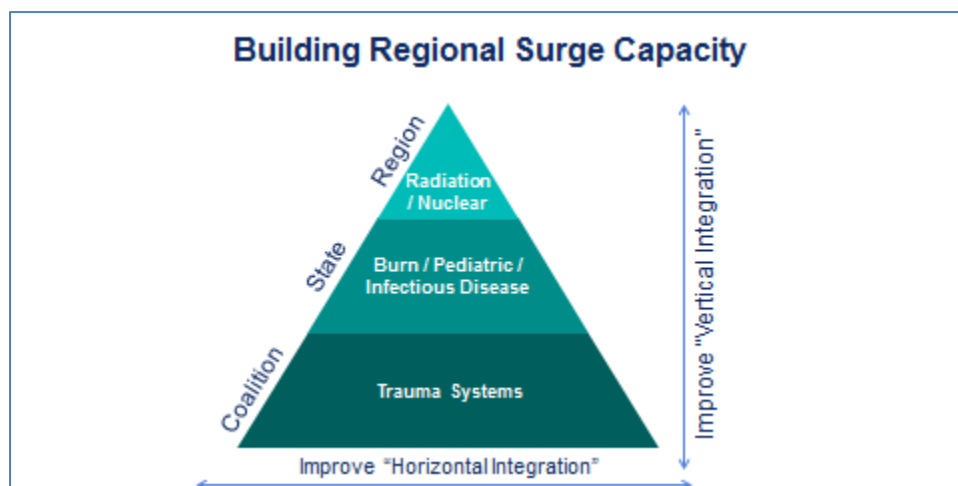 Building Regional Surge Capacity
Region
Radiation
/ Nuclear
State
Burn / Pediatric /
Infectious Disease
Coalition
Trauma Systems
Improve "Vertical Integration"
Improve “Horizontal Integration”